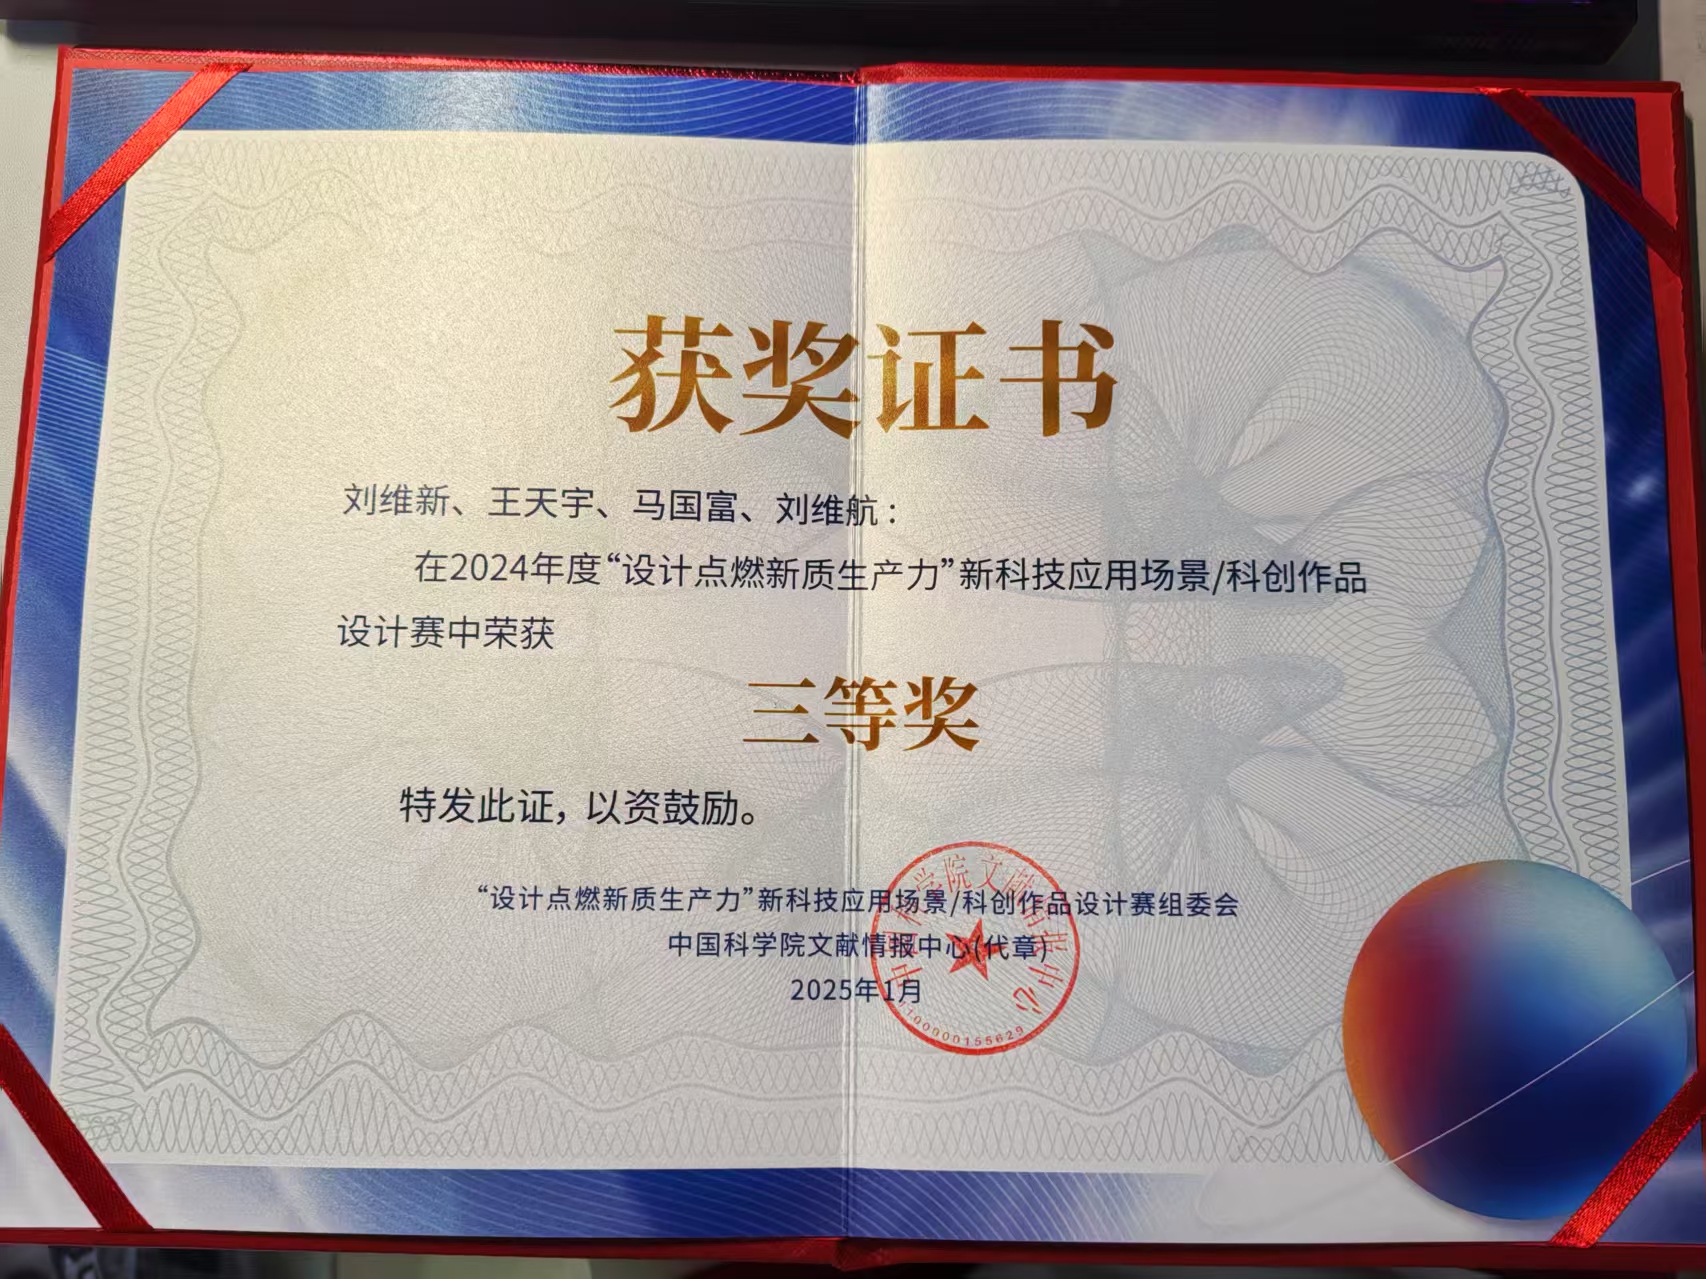 获奖证书
刘维新、王天宇、马国富、刘维航：
在2024年度“设计点燃新质生产力”新科技应用场景/科创作品
设计赛中荣获
三等奖
特发此证，以资鼓励。
“设计点燃新质生产力”新科技应用场景/科创作品设计赛组委会
中国科学院文献情报中心(代章)
2025年1月
中国科学院文献情报中心
1100000155629